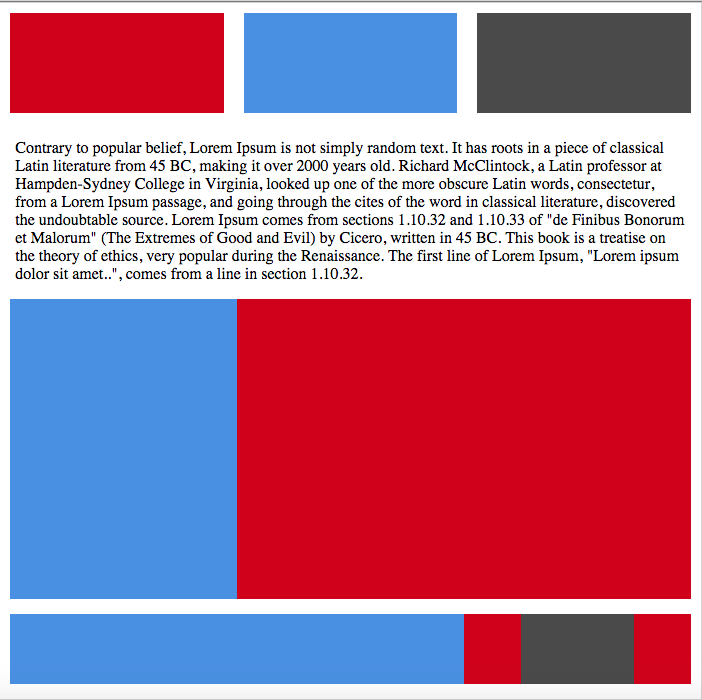 Contrary to popular belief, Lorem Ipsum is not simply random text. It has roots in a piece of classical
Latin literature from 45 BC, making it over 2000 years old. Richard McClintock, a Latin professor at
Hampden-Sydney College in Virginia, looked up one of the more obscure Latin words, consectetur,
from a Lorem Ipsum passage, and going through the cites of the word in classical literature, discovered
the undoubtable source. Lorem Ipsum comes from sections 1.10.32 and 1.10.33 of "de Finibus Bonorum
et Malorum" (The Extremes of Good and Evil) by Cicero, written in 45 BC. This book is a treatise on
the theory of ethics, very popular during the Renaissance. The first line of Lorem Ipsum, "Lorem ipsum
dolor sit amet..", comes from a line in section 1.10.32.